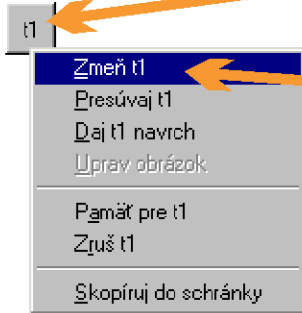 t1
Zmeň t1
Presúvaj t1
Daj t1 navrch
Uprav obrázok
Pamäť pre t1
Zruš t1
Skopíruj do schránky